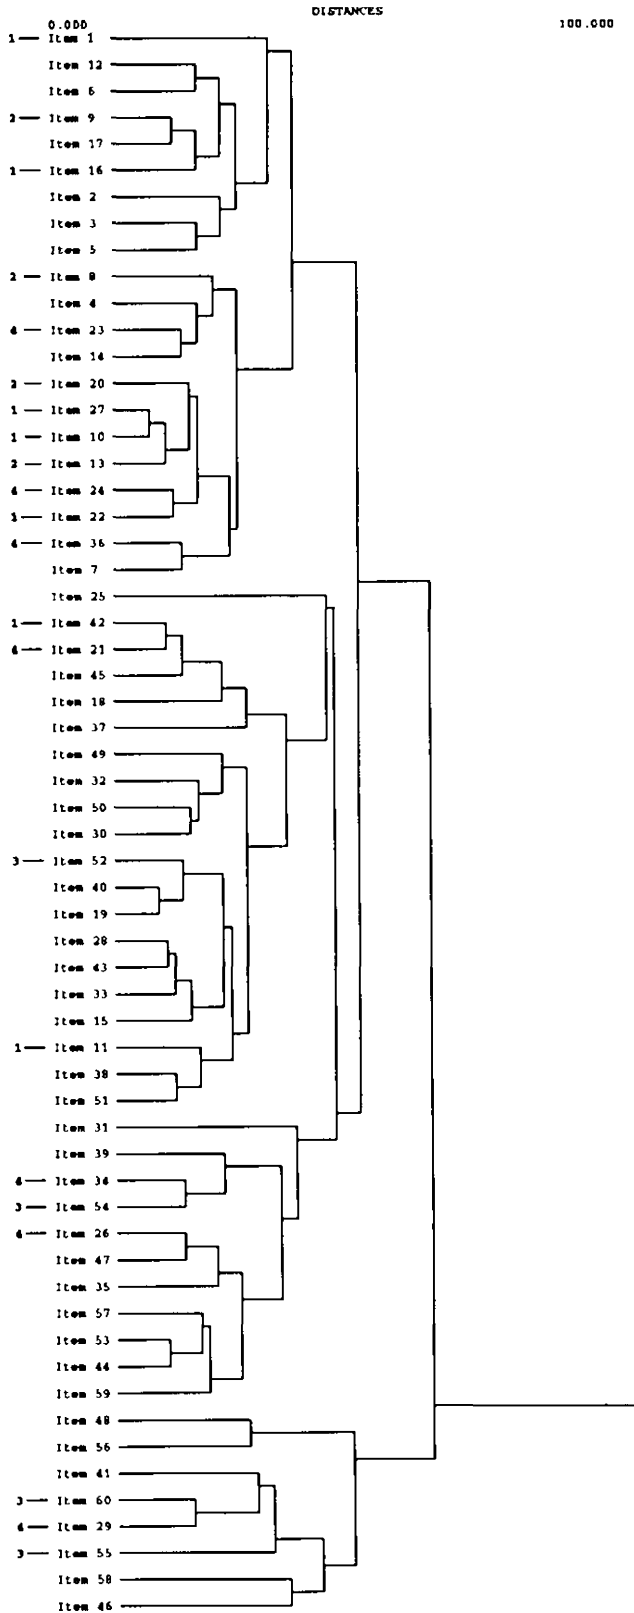 DISTANCES
0.000 100.000
1 Item 1
Item 12
Item 6
2 Item 9
Item 17
1 Item 16
Item 2
Item 3
Item 5
2 Item 8
Item 4
4 Item 23
Item 14
2 Item 20
1 Item 27
1 Item 10
2 Item 13
4 Item 24
1 Item 22
4 Item 36
Item 7
Item 25
1 Item 42
4 Item 21
Item 45
Item 18
Item 37
Item 49
Item 32
Item 50
Item 30
3 Item 52
Item 40
Item 19
Item 28
Item 43
Item 33
Item 15
1 Item 11
Item 38
Item 51
Item 31
Item 39
4 Item 34
3 Item 54
4 Item 26
Item 47
Item 35
Item 57
Item 53
Item 44
Item 59
Item 48
Item 56
Item 41
3 Item 60
4 Item 29
3 Item 55
Item 58
Item 46